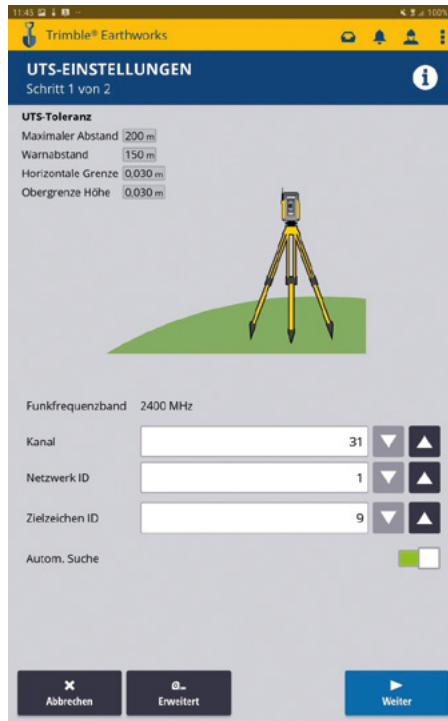 11:45
100%
Trimble® Earthworks
UTS-EINSTELLUNGEN
Schritt 1 von 2
UTS-Toleranz
Maximaler Abstand 200 m
Warnabstand 150 m
Horizontale Grenze 0,030 m
Obergrenze Höhe 0,030 m
Funkfrequenzband 2400 MHz
Kanal 31
Netzwerk ID 1
Zielzeichen ID 9
Autom. Suche
Abbrechen Erweitert Weiter